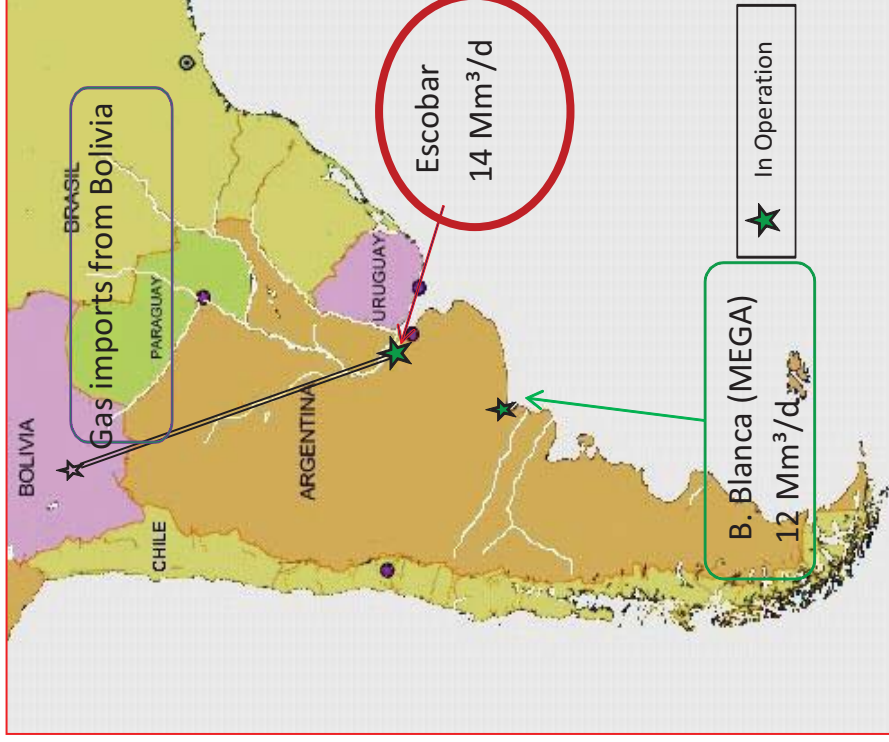 BOLIVIA
BRASIL
Gas imports from Bolivia
PARAGUAY
CHILE
ARGENTINA
URUGUAY
Escobar
14 Mm³/d
B. Blanca (MEGA)
12 Mm³/d
In Operation